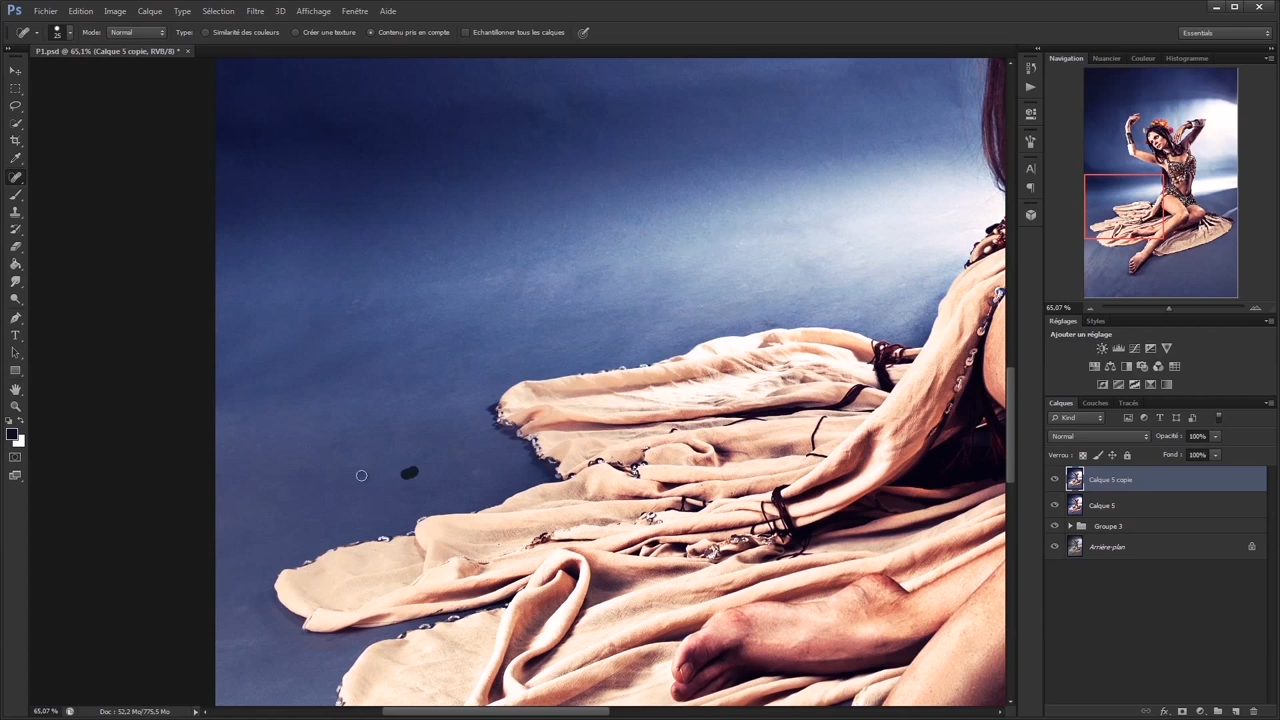 Ps Fichier Edition Image Calque Type Sélection Filtre 3D Affichage Fenêtre Aide
25 Mode: Normal Type: Similarité des couleurs Créer une texture Contenu pris en compte Echantillonner tous les calques Essentials
P1.psd @ 65,1% (Calque 5 copie, RVB/8) * ×
Navigation Nuancier Couleur Histogramme
65,07 %
Réglages Styles
Ajouter un réglage
Calques Couches Tracés
Kind
Normal Opacité: 100%
Verrou: Fond: 100%
Calque 5 copie
Calque 5
Groupe 3
Arrière-plan
65,07 % Doc : 52,2 Mo/775,5 Mo